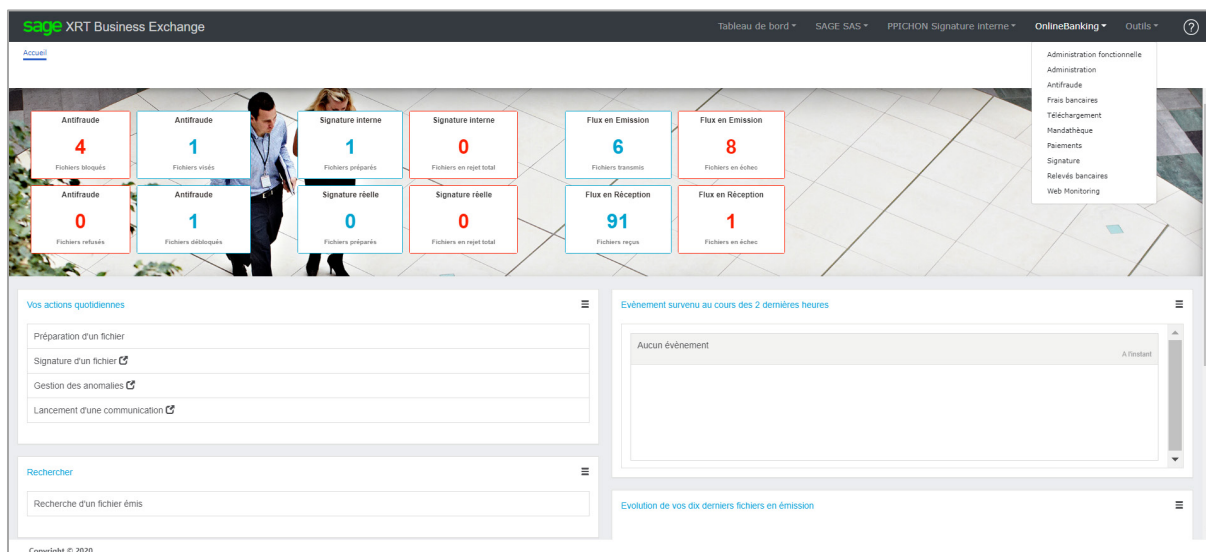 sage XRT Business Exchange
Tableau de bord
SAGE SAS
PPICHON Signature interne
OnlineBanking
Outils
?
Accueil
Administration fonctionnelle
Administration
Antifraude
Frais bancaires
Téléchargement
Mandathèque
Paiements
Signature
Relevés bancaires
Web Monitoring
Antifraude
4
Fichiers bloqués
Antifraude
1
Fichiers visés
Signature interne
1
Fichiers préparés
Signature interne
0
Fichiers en rejet total
Flux en Emission
6
Fichiers transmis
Flux en Emission
8
Fichiers en échec
Antifraude
0
Fichiers refusés
Antifraude
1
Fichiers débloqués
Signature réelle
0
Fichiers préparés
Signature réelle
0
Fichiers en rejet total
Flux en Réception
91
Fichiers reçus
Flux en Réception
1
Fichiers en échec
Vos actions quotidiennes
Préparation d'un fichier
Signature d'un fichier
Gestion des anomalies
Lancement d'une communication
Rechercher
Recherche d'un fichier émis
Evènement survenu au cours des 2 dernières heures
Aucun évènement
A l'instant
Evolution de vos dix derniers fichiers en émission
Copyright © 2020